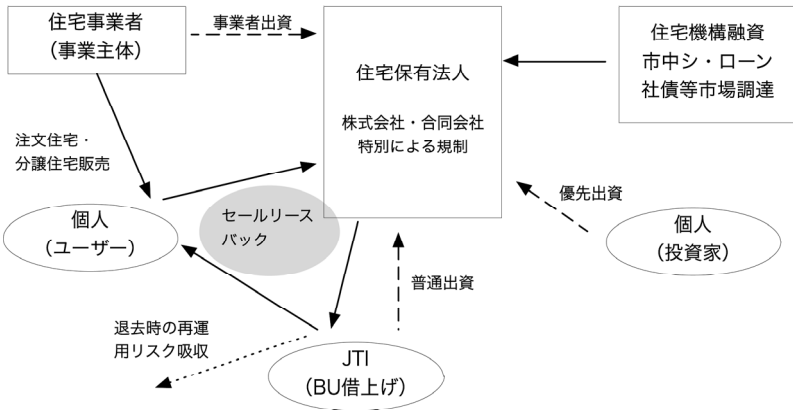 住宅事業者
（事業主体）
事業者出資
住宅保有法人
株式会社・合同会社
特別による規制
住宅機構融資
市中シ・ローン
社債等市場調達
注文住宅・
分譲住宅販売
個人
（ユーザー）
セールリース
バック
優先出資
個人
（投資家）
普通出資
退去時の再運
用リスク吸収
JTI
（BU借上げ）